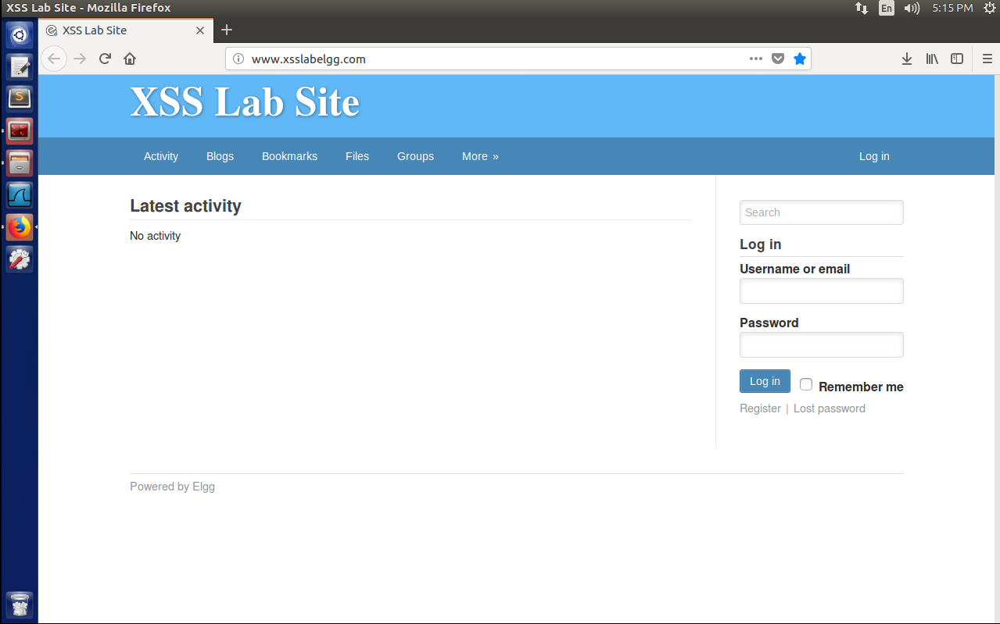 XSS Lab Site - Mozilla Firefox
En
5:15 PM
XSS Lab Site
www.xsslabelgg.com
XSS Lab Site
Activity Blogs Bookmarks Files Groups More » Log in
Latest activity
No activity
Search
Log in
Username or email
Password
Log in Remember me
Register | Lost password
Powered by Elgg